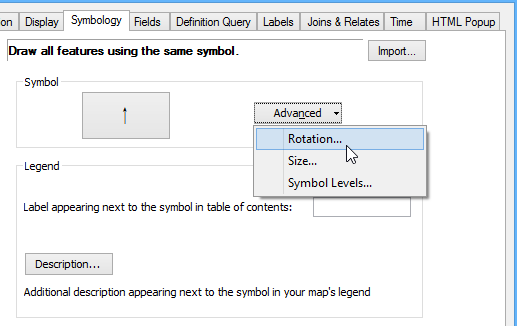 on Display Symbology Fields Definition Query Labels Joins & Relates Time HTML Popup
Draw all features using the same symbol. Import...
Symbol
Advanced
Rotation...
Size...
Symbol Levels...
Legend
Label appearing next to the symbol in table of contents:
Description...
Additional description appearing next to the symbol in your map's legend